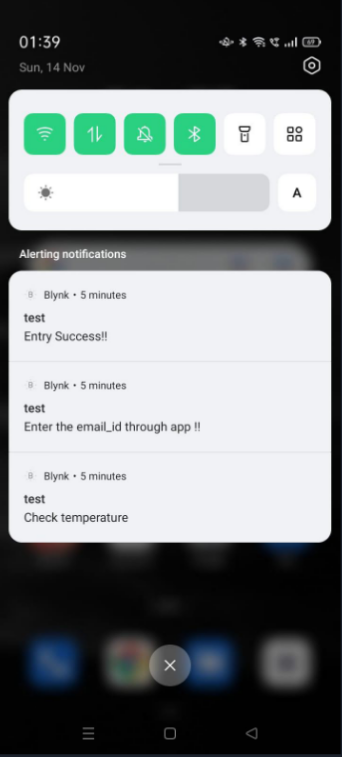 01:39
Sun, 14 Nov
A
Alerting notifications
B Blynk • 5 minutes
test
Entry Success!!
B Blynk • 5 minutes
test
Enter the email_id through app !!
B Blynk • 5 minutes
test
Check temperature